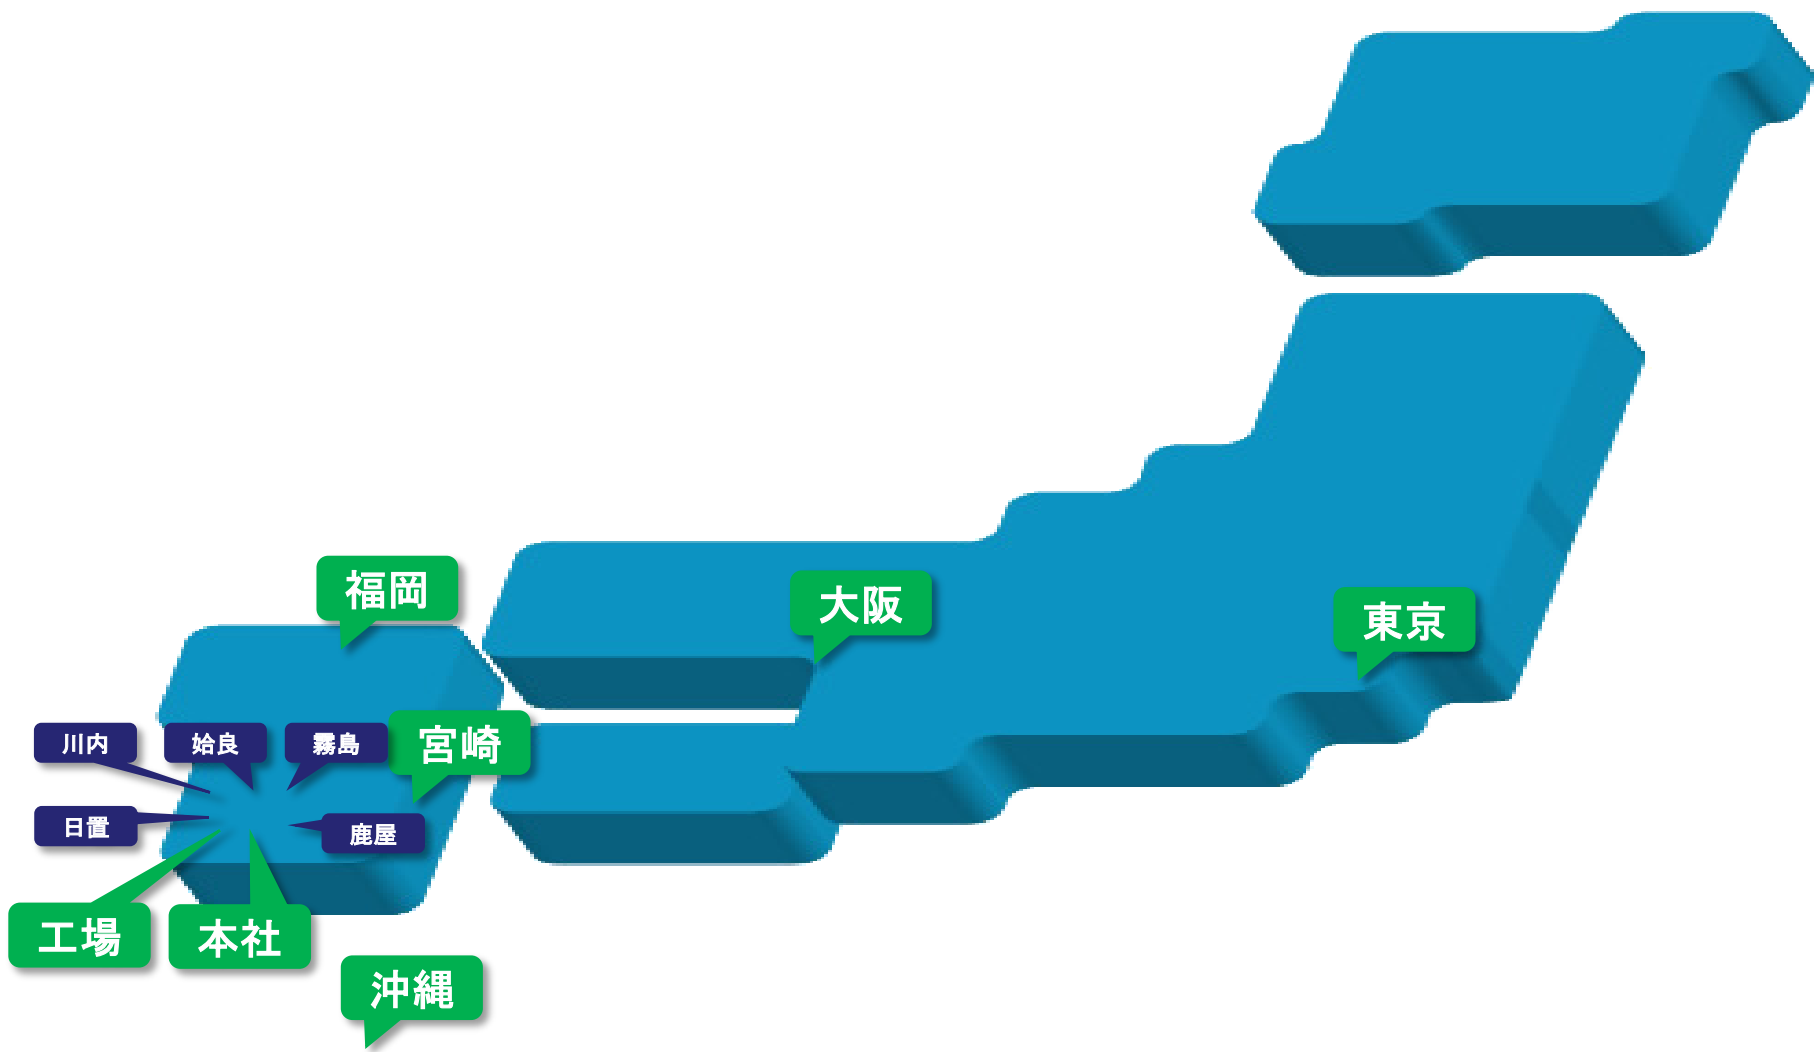 福岡
大阪
東京
川内
姶良
霧島
宮崎
日置
鹿屋
工場
本社
沖縄